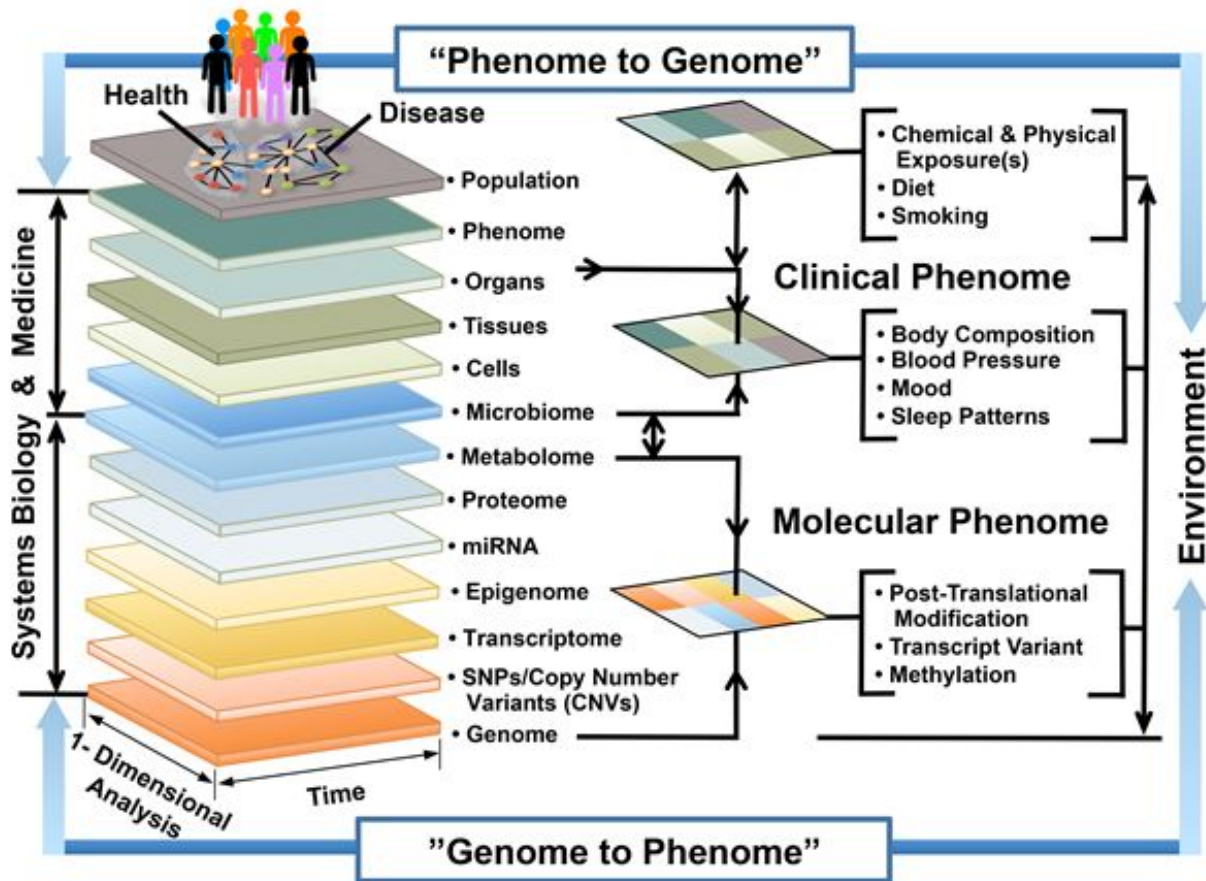 “Phenome to Genome”
Health
Disease
• Population
• Phenome
• Organs
• Tissues
• Cells
• Microbiome
• Metabolome
• Proteome
• miRNA
• Epigenome
• Transcriptome
• SNPs/Copy Number
Variants (CNVs)
• Genome
Systems Biology & Medicine
1- Dimensional
Analysis
Time
• Chemical & Physical
Exposure(s)
• Diet
• Smoking
Clinical Phenome
• Body Composition
• Blood Pressure
• Mood
• Sleep Patterns
Molecular Phenome
• Post-Translational
Modification
• Transcript Variant
• Methylation
Environment
”Genome to Phenome”